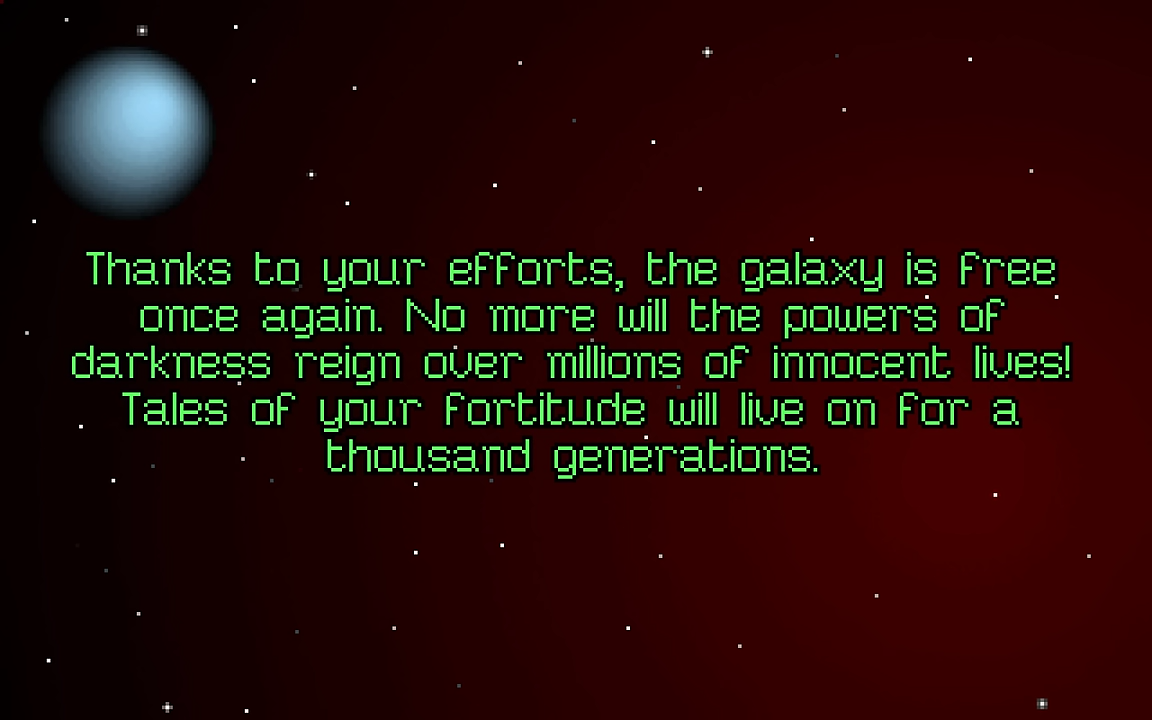 Thanks to your efforts, the galaxy is free
once again. No more will the powers of
darkness reign over millions of innocent lives!
Tales of your fortitude will live on for a
thousand generations.